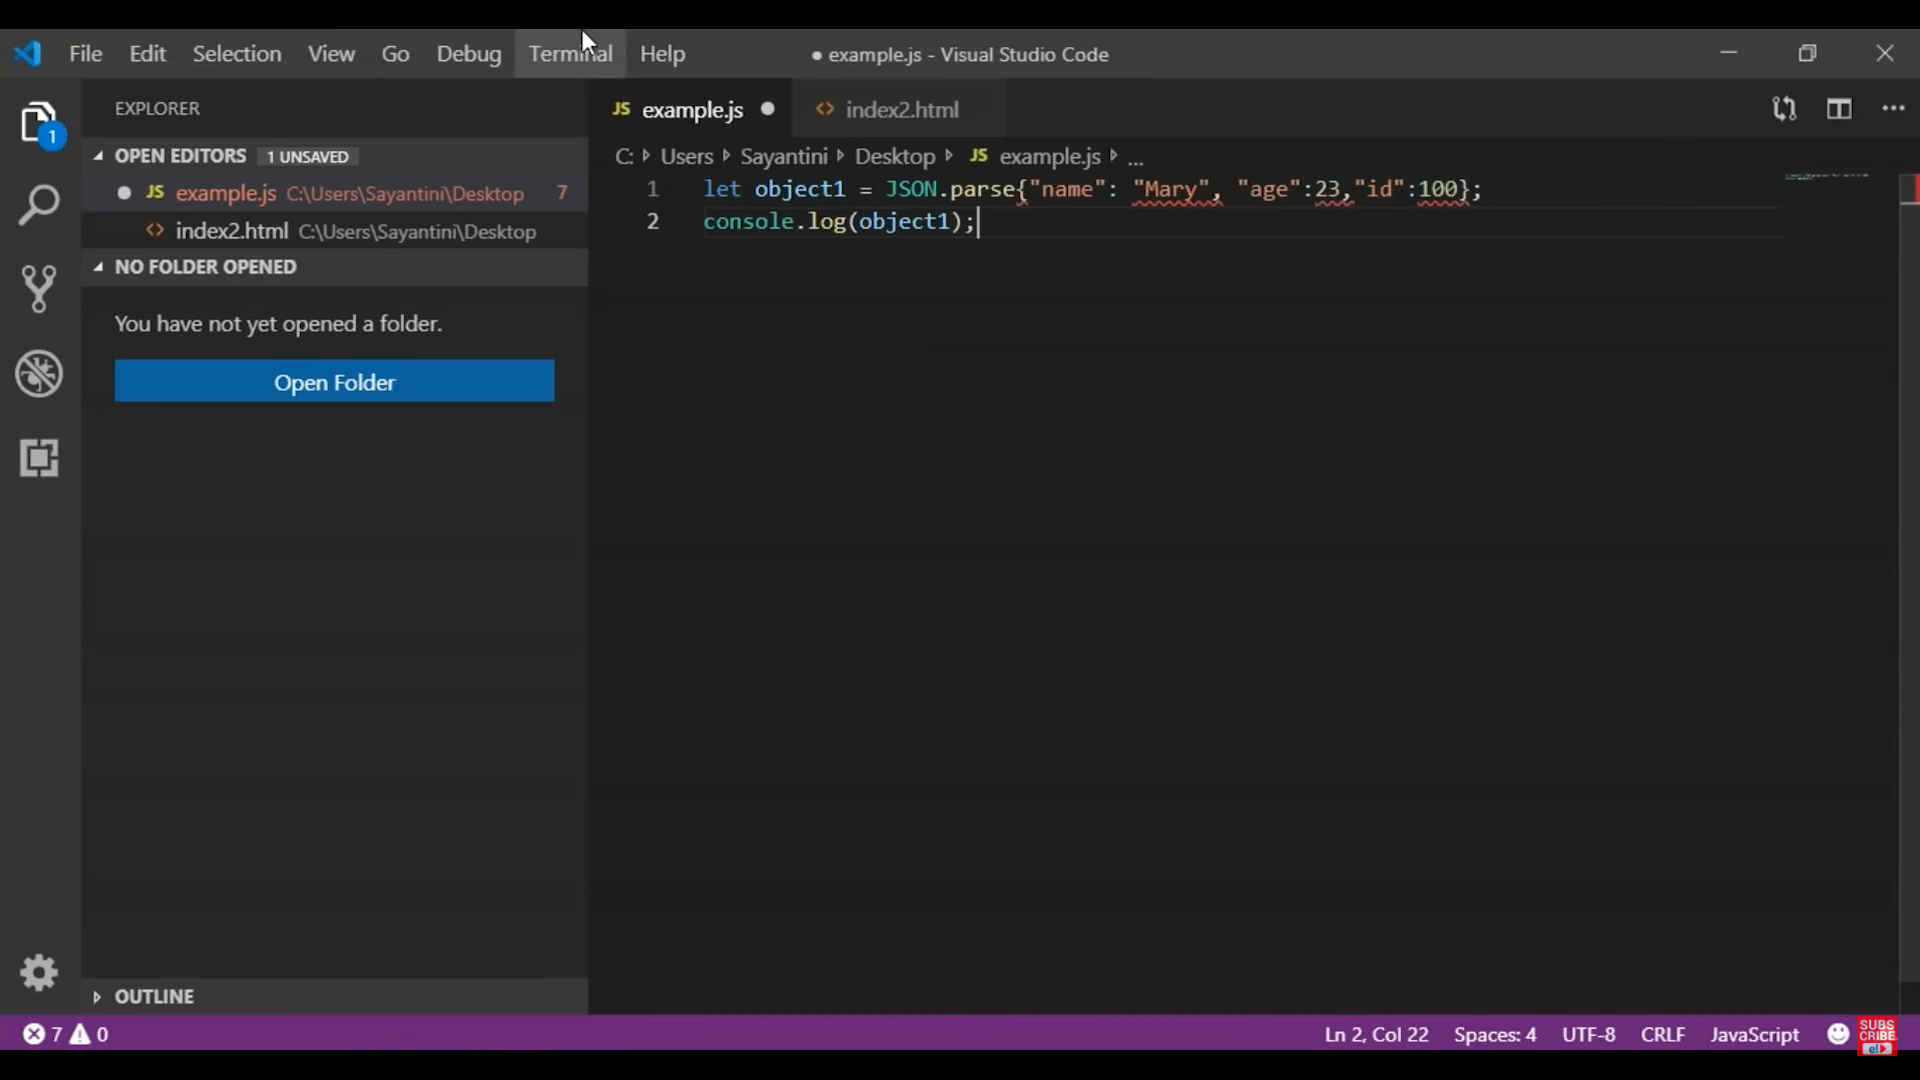 File Edit Selection View Go Debug Terminal Help ● example.js - Visual Studio Code
EXPLORER
1
OPEN EDITORS 1 UNSAVED
JS example.js C:\Users\Sayantini\Desktop 7
<> index2.html C:\Users\Sayantini\Desktop
NO FOLDER OPENED
You have not yet opened a folder.
Open Folder
OUTLINE
JS example.js ● <> index2.html ...
C: Users Sayantini Desktop JS example.js ...
1 let object1 = JSON.parse{"name": "Mary", "age":23,"id":100};
2 console.log(object1);
7 0 Ln 2, Col 22 Spaces: 4 UTF-8 CRLF JavaScript
SUBS
CRIBE
e!